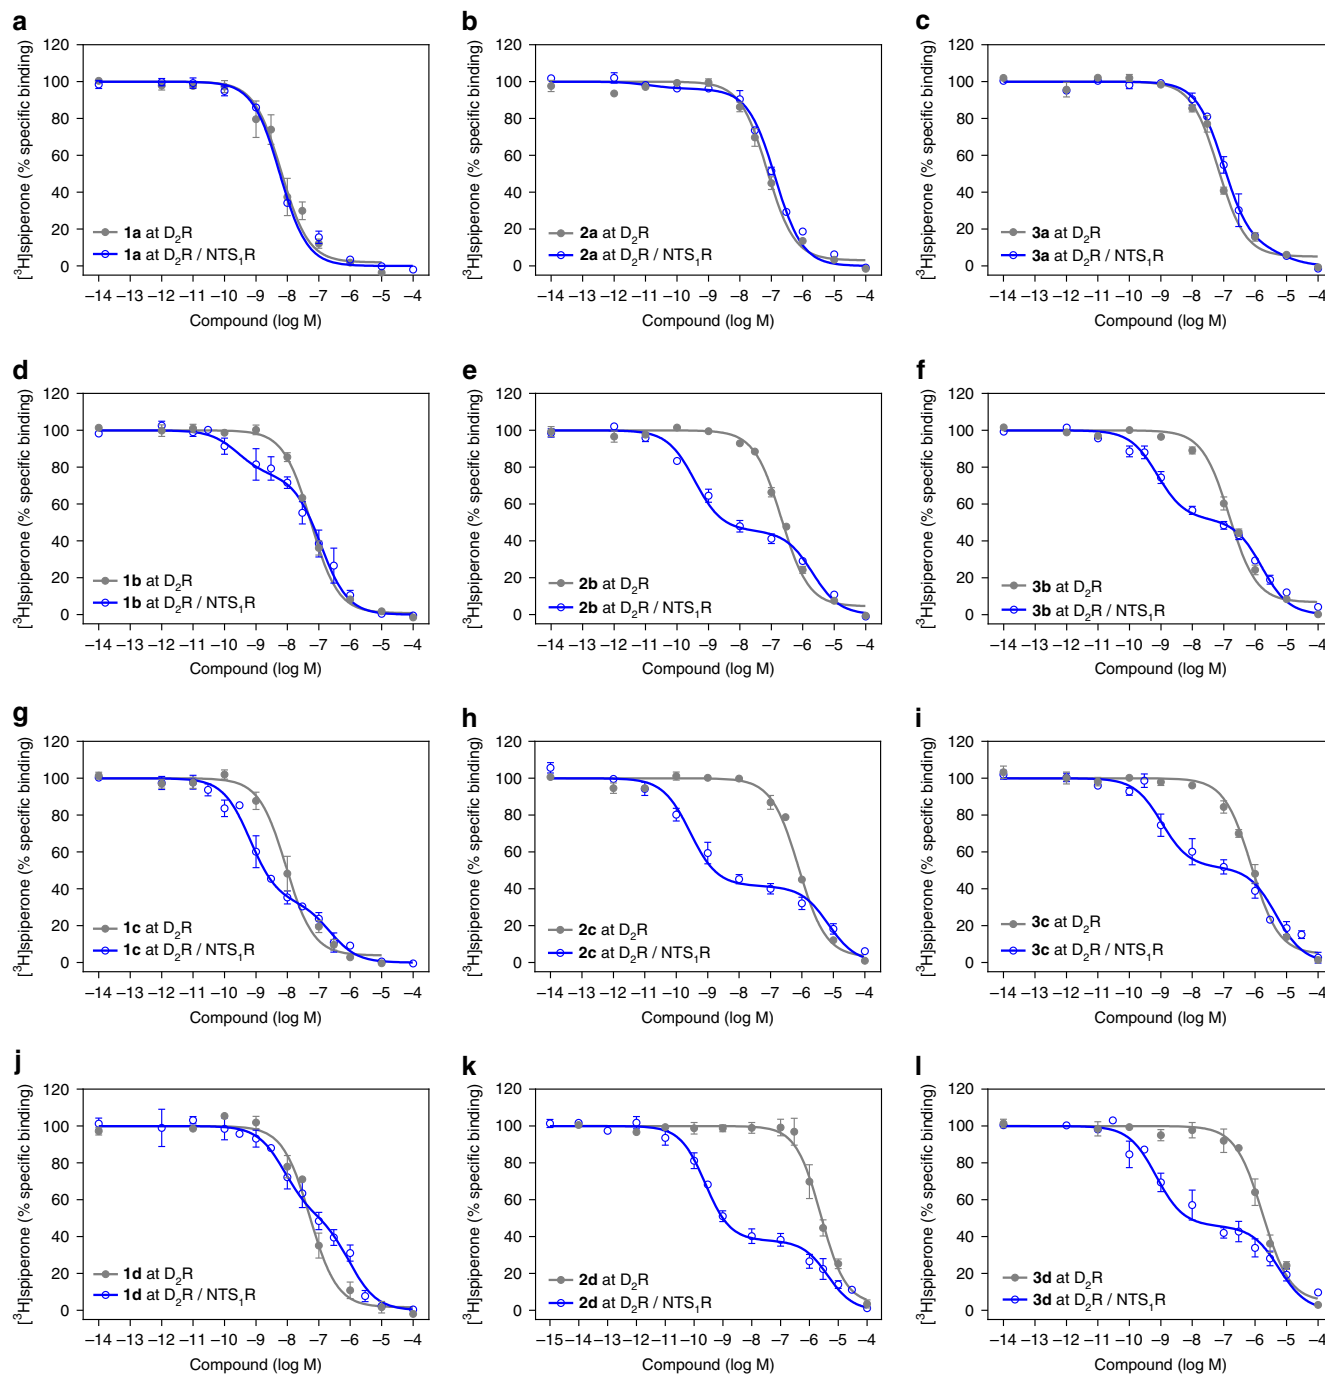 a
[³H]spiperone (% specific binding)
120
100
80
60
40
20
0
1a at D₂R
1a at D₂R / NTS₁R
−14 −13 −12 −11 −10 −9 −8 −7 −6 −5 −4
Compound (log M)
b
[³H]spiperone (% specific binding)
120
100
80
60
40
20
0
2a at D₂R
2a at D₂R / NTS₁R
−14 −13 −12 −11 −10 −9 −8 −7 −6 −5 −4
Compound (log M)
c
[³H]spiperone (% specific binding)
120
100
80
60
40
20
0
3a at D₂R
3a at D₂R / NTS₁R
−14 −13 −12 −11 −10 −9 −8 −7 −6 −5 −4
Compound (log M)
d
[³H]spiperone (% specific binding)
120
100
80
60
40
20
0
1b at D₂R
1b at D₂R / NTS₁R
−14 −13 −12 −11 −10 −9 −8 −7 −6 −5 −4
Compound (log M)
e
[³H]spiperone (% specific binding)
120
100
80
60
40
20
0
2b at D₂R
2b at D₂R / NTS₁R
−14 −13 −12 −11 −10 −9 −8 −7 −6 −5 −4
Compound (log M)
f
[³H]spiperone (% specific binding)
120
100
80
60
40
20
0
3b at D₂R
3b at D₂R / NTS₁R
−14 −13 −12 −11 −10 −9 −8 −7 −6 −5 −4
Compound (log M)
g
[³H]spiperone (% specific binding)
120
100
80
60
40
20
0
1c at D₂R
1c at D₂R / NTS₁R
−14 −13 −12 −11 −10 −9 −8 −7 −6 −5 −4
Compound (log M)
h
[³H]spiperone (% specific binding)
120
100
80
60
40
20
0
2c at D₂R
2c at D₂R / NTS₁R
−14 −13 −12 −11 −10 −9 −8 −7 −6 −5 −4
Compound (log M)
i
[³H]spiperone (% specific binding)
120
100
80
60
40
20
0
3c at D₂R
3c at D₂R / NTS₁R
−14 −13 −12 −11 −10 −9 −8 −7 −6 −5 −4
Compound (log M)
j
[³H]spiperone (% specific binding)
120
100
80
60
40
20
0
1d at D₂R
1d at D₂R / NTS₁R
−14 −13 −12 −11 −10 −9 −8 −7 −6 −5 −4
Compound (log M)
k
[³H]spiperone (% specific binding)
120
100
80
60
40
20
0
2d at D₂R
2d at D₂R / NTS₁R
−15 −14 −13 −12 −11 −10 −9 −8 −7 −6 −5 −4
Compound (log M)
l
[³H]spiperone (% specific binding)
120
100
80
60
40
20
0
3d at D₂R
3d at D₂R / NTS₁R
−14 −13 −12 −11 −10 −9 −8 −7 −6 −5 −4
Compound (log M)